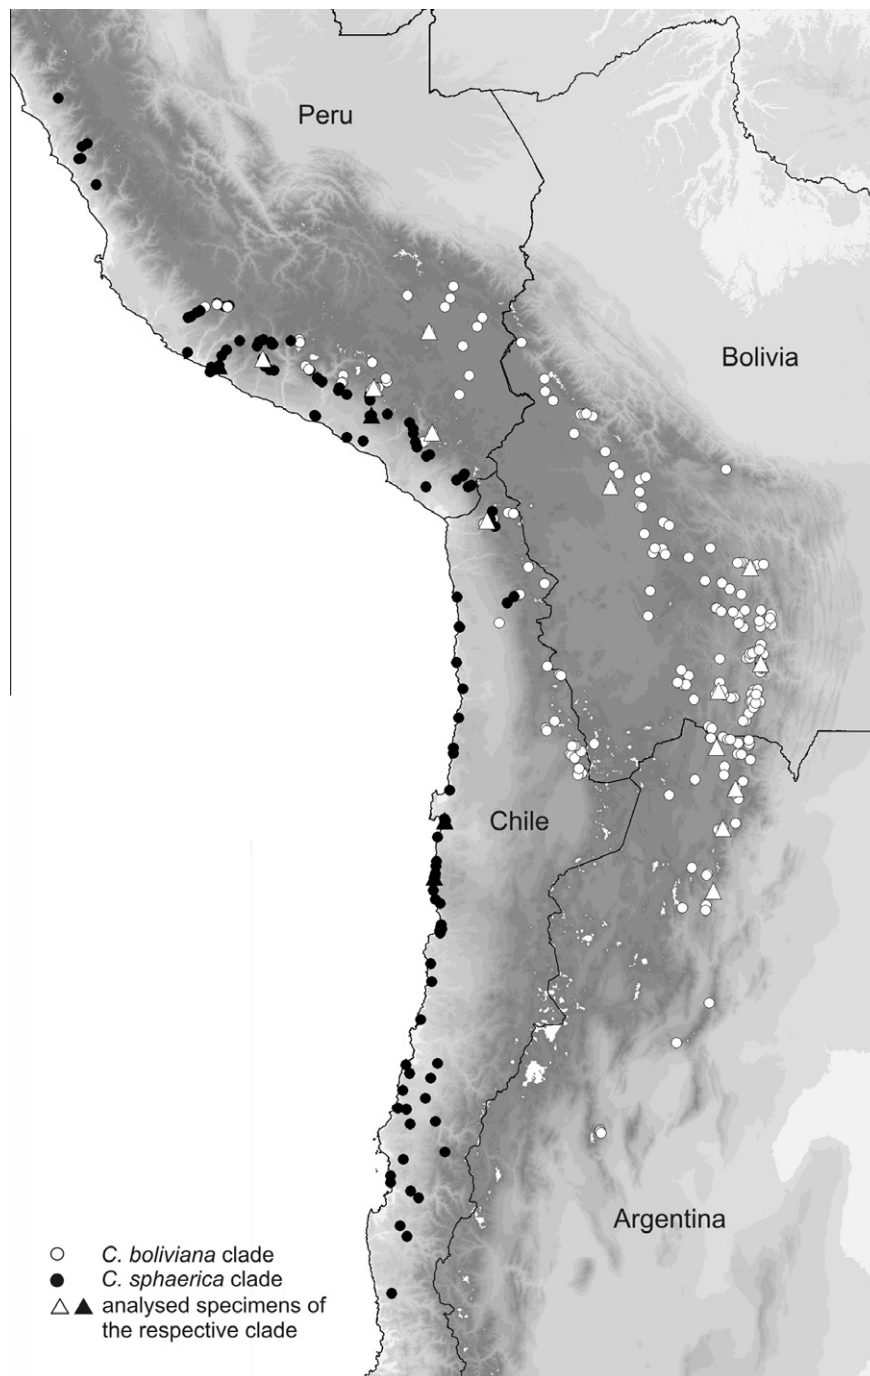 Peru
Bolivia
Chile
Argentina
C. boliviana clade
C. sphaerica clade
analysed specimens of
the respective clade